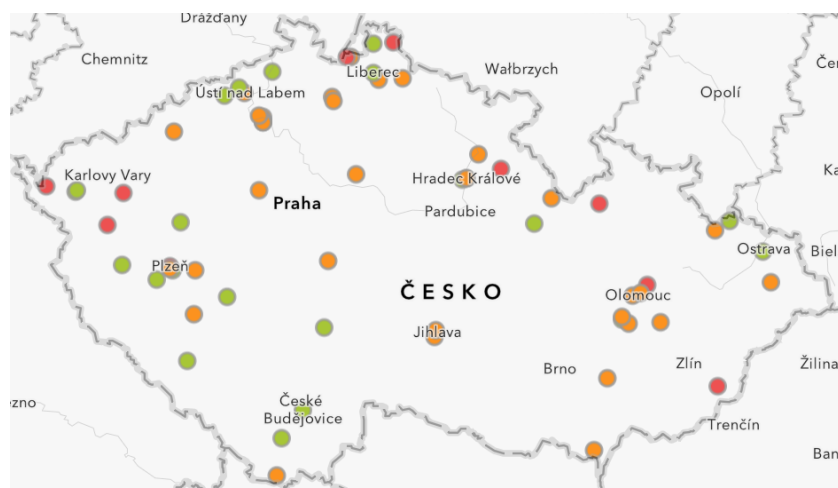 Drážďany
Chemnitz
Liberec
Wałbrzych
Ústí nad Labem
Opolí
Karlovy Vary
Hradec Králové
Praha
Pardubice
Plzeň
Ostrava
ČESKO
Olomouc
Jihlava
Brno
Zlín
Žilina
České
Budějovice
Trenčín